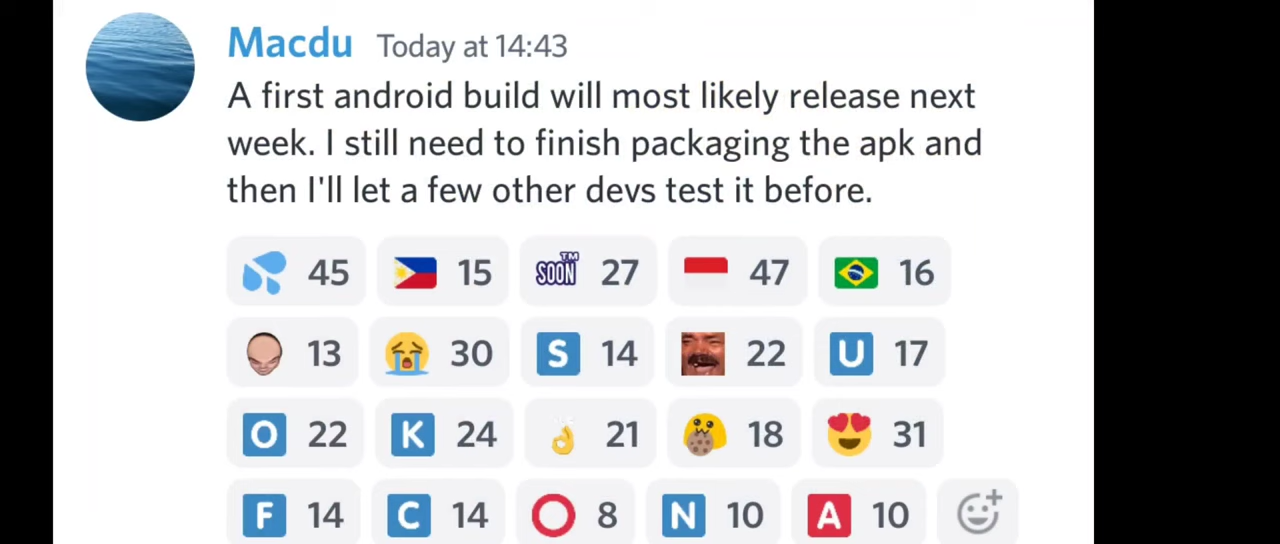 Macdu Today at 14:43
A first android build will most likely release next
week. I still need to finish packaging the apk and
then I'll let a few other devs test it before.
45 15 SOON TM 27 47 16
13 30 S 14 22 U 17
O 22 K 24 21 18 31
F 14 C 14 8 N 10 A 10